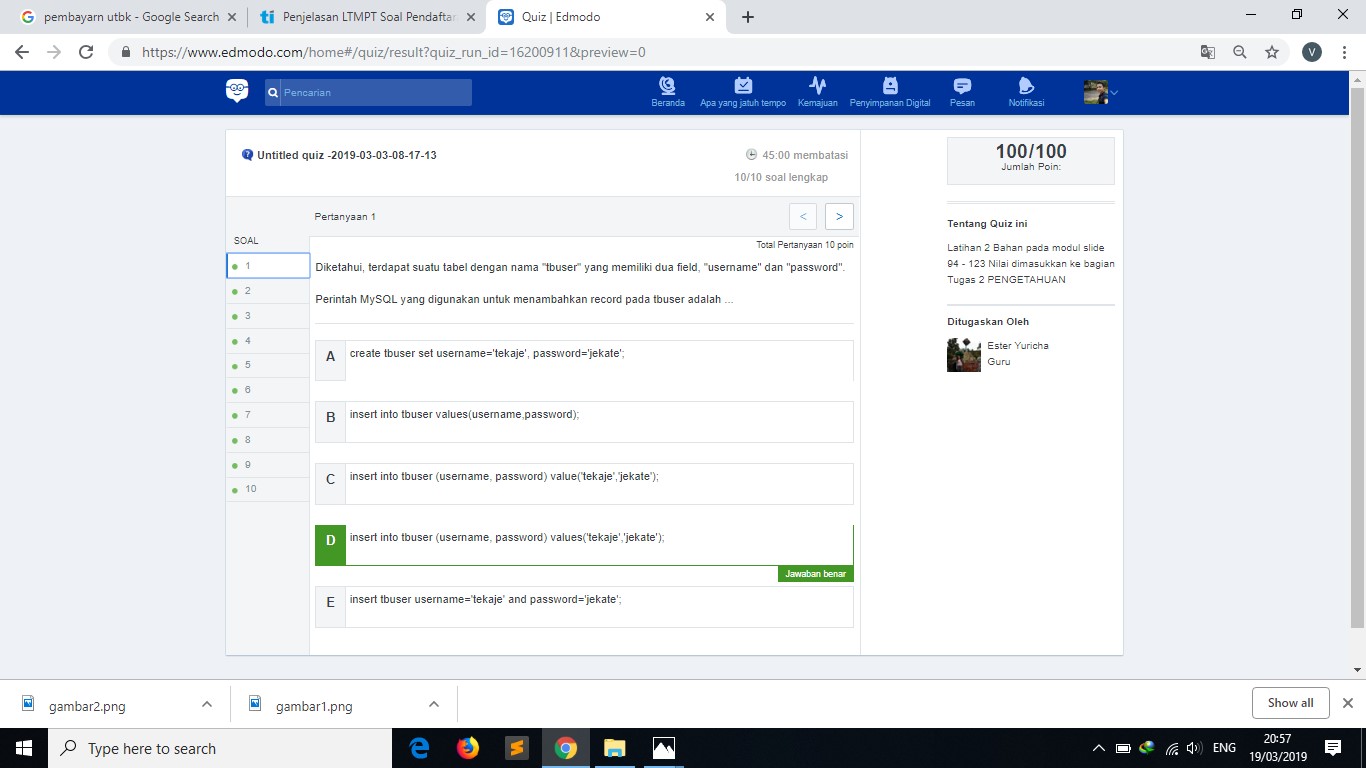 pembayarn utbk - Google Search
Penjelasan LTMPT Soal Pendaftar
Quiz | Edmodo
https://www.edmodo.com/home#/quiz/result?quiz_run_id=16200911&preview=0
V
Pencarian
Beranda
Apa yang jatuh tempo
Kemajuan
Penyimpanan Digital
Pesan
Notifikasi
Untitled quiz -2019-03-03-08-17-13
45:00 membatasi
10/10 soal lengkap
100/100
Jumlah Poin:
Pertanyaan 1
<
>
SOAL
Total Pertanyaan 10 poin
1
2
3
4
5
6
7
8
9
10
Diketahui, terdapat suatu tabel dengan nama "tbuser" yang memiliki dua field, "username" dan "password".
Perintah MySQL yang digunakan untuk menambahkan record pada tbuser adalah ...
A create tbuser set username='tekaje', password='jekate';
B insert into tbuser values(username,password);
C insert into tbuser (username, password) value('tekaje','jekate');
D insert into tbuser (username, password) values('tekaje','jekate');
Jawaban benar
E insert tbuser username='tekaje' and password='jekate';
Tentang Quiz ini
Latihan 2 Bahan pada modul slide
94 - 123 Nilai dimasukkan ke bagian
Tugas 2 PENGETAHUAN
Ditugaskan Oleh
Ester Yuricha
Guru
gambar2.png
gambar1.png
Show all
Type here to search
ENG
20:57
19/03/2019